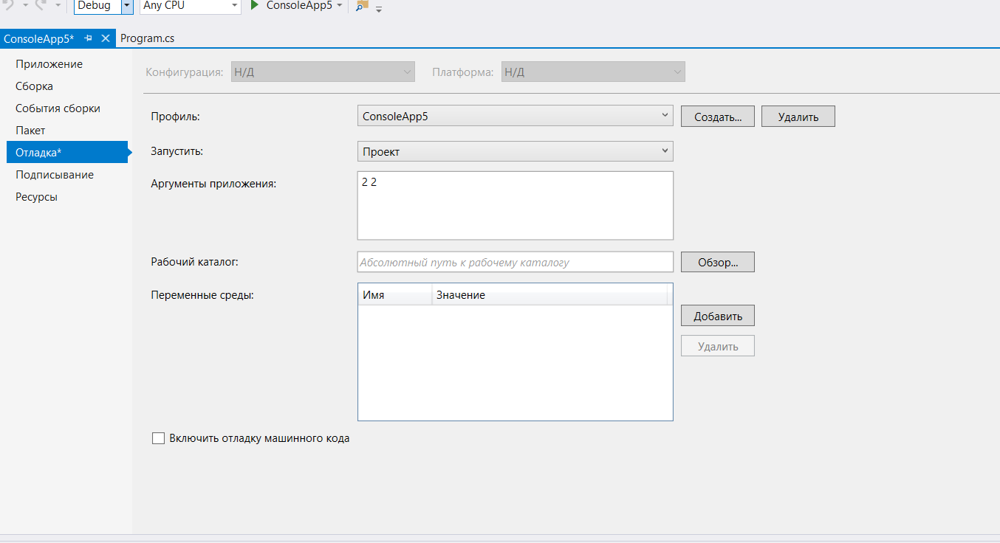 Debug Any CPU ConsoleApp5
ConsoleApp5* Program.cs
Приложение
Сборка
События сборки
Пакет
Отладка*
Подписывание
Ресурсы
Конфигурация: Н/Д Платформа: Н/Д
Профиль: ConsoleApp5 Создать... Удалить
Запустить: Проект
Аргументы приложения: 2 2
Рабочий каталог: Абсолютный путь к рабочему каталогу Обзор...
Переменные среды: Имя Значение
Добавить
Удалить
Включить отладку машинного кода